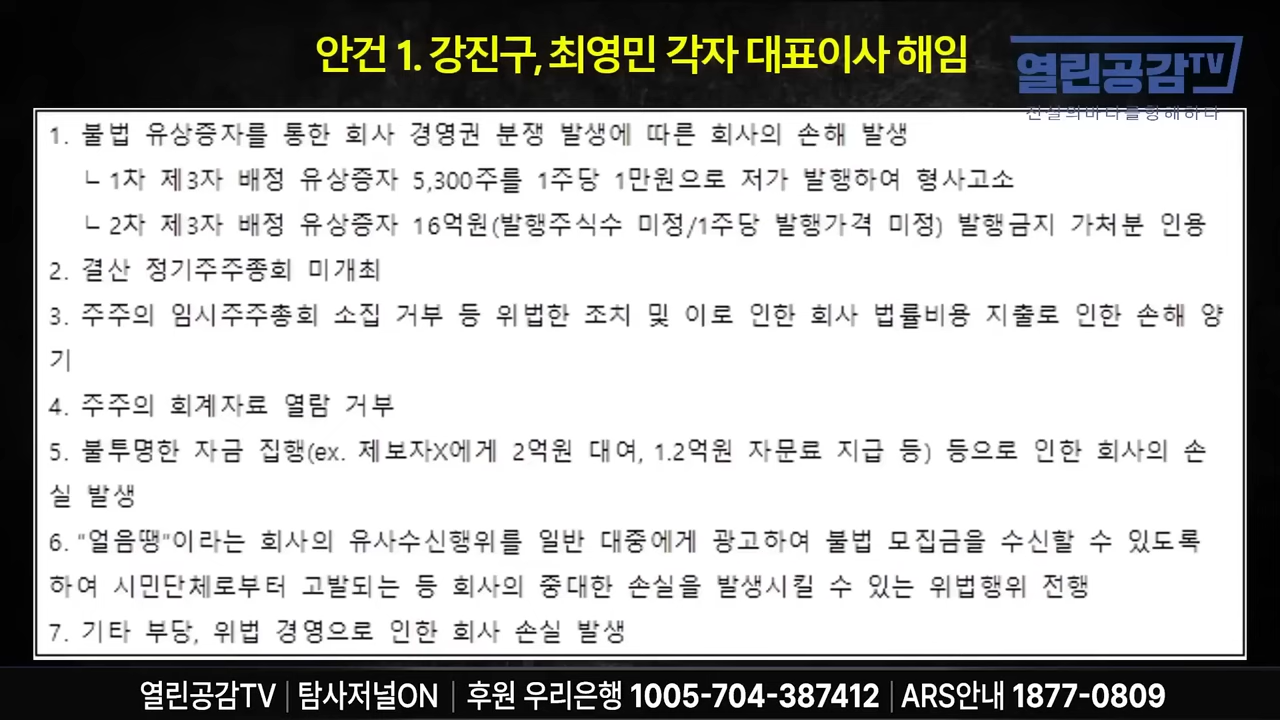 안건 1. 강진구, 최영민 각자 대표이사 해임
열린공감TV
진실의바다를항해하다
1. 불법 유상증자를 통한 회사 경영권 분쟁 발생에 따른 회사의 손해 발생
ㄴ1차 제3자 배정 유상증자 5,300주를 1주당 1만원으로 저가 발행하여 형사고소
ㄴ2차 제3자 배정 유상증자 16억원(발행주식수 미정/1주당 발행가격 미정) 발행금지 가처분 인용
2. 결산 정기주주종회 미개최
3. 주주의 임시주주총회 소집 거부 등 위법한 조치 및 이로 인한 회사 법률비용 지출로 인한 손해 양
기
4. 주주의 회계자료 열람 거부
5. 불투명한 자금 집행(ex. 제보자X에게 2억원 대여, 1.2억원 자문료 지급 등) 등으로 인한 회사의 손
실 발생
6. "얼음땡"이라는 회사의 유사수신행위를 일반 대중에게 광고하여 불법 모집금을 수신할 수 있도록
하여 시민단체로부터 고발되는 등 회사의 중대한 손실을 발생시킬 수 있는 위법행위 전행
7. 기타 부당, 위법 경영으로 인한 회사 손실 발생
열린공감TV | 탐사저널ON | 후원 우리은행 1005-704-387412 | ARS안내 1877-0809